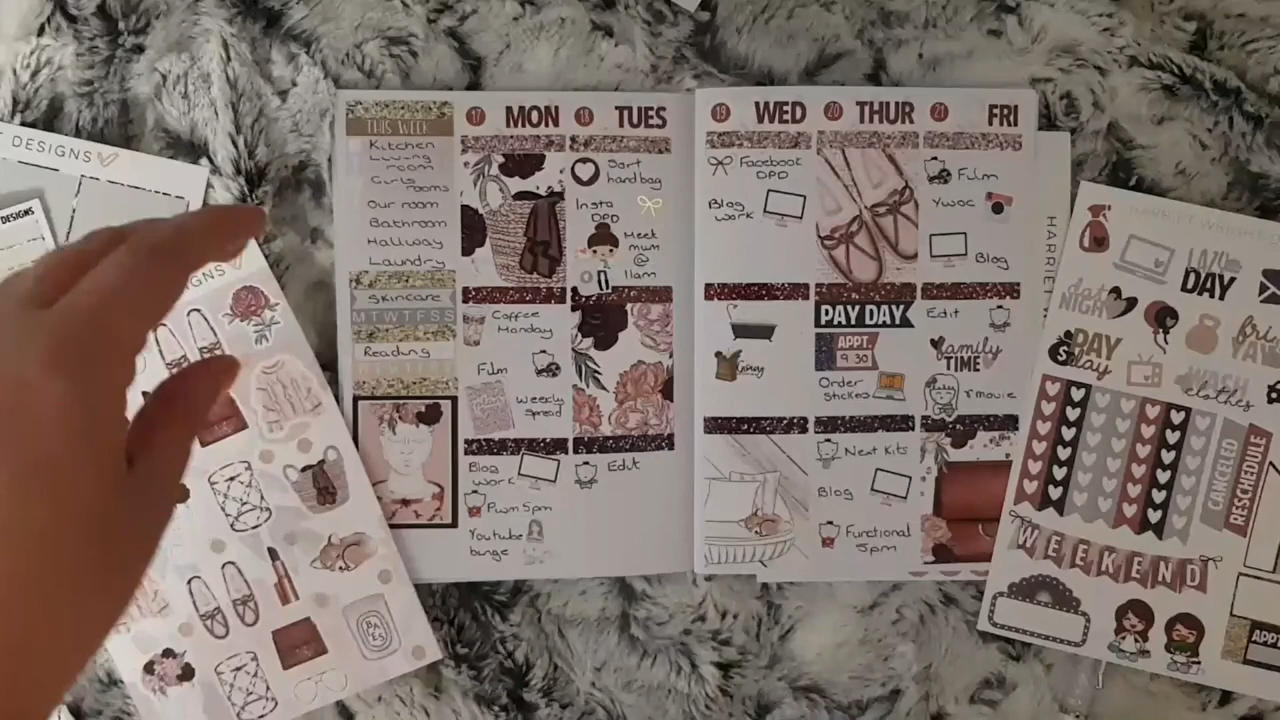 DESIGNS
DESIGNS
GNS
BAES
THIS WEEK
Kitchen
Living
room
Girls
rooms
Our room
Bathroom
Hallway
Laundry
Skincare
MTWTFSS
Reading
17 MON
Coffee
Monday
Film
Weekly
Spread
Blog
work
Pwm 5pm
Youtube
binge
18 TUES
Sort
handbag
Insta
DPD
Meet
mum
@
11am
Edit
19 WED
Facebook
DPD
Blog
work
20 THUR
PAY DAY
APPT.
9 30
Order
Stickers
Next Kits
Blog
Functional
5pm
21 FRI
Film
Ywoc
Blog
Edit
family
TIME
movie
HARRIET
LAZY
DAY
date
NIGHT
PAY
day
WASH
clothes
CANCELED
RESCHEDULE
WEEKEND
APPT